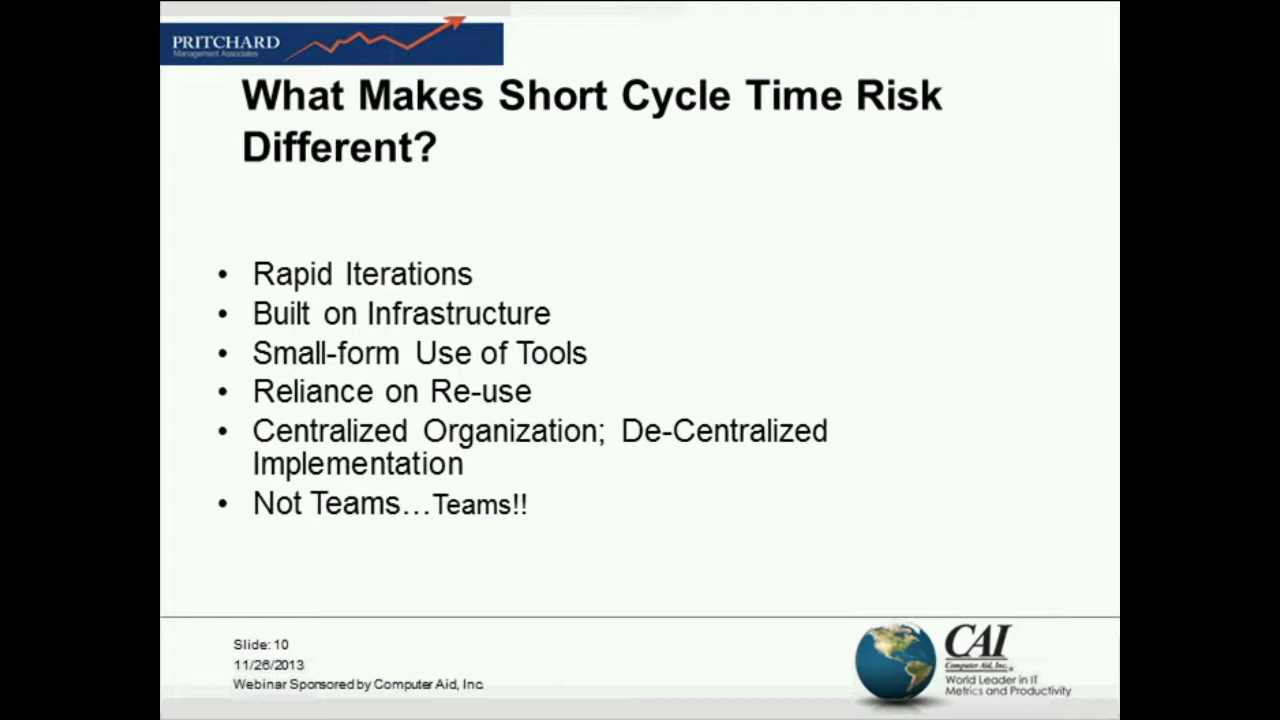 PRITCHARD
Management Associates
What Makes Short Cycle Time Risk
Different?
• Rapid Iterations
• Built on Infrastructure
• Small-form Use of Tools
• Reliance on Re-use
• Centralized Organization; De-Centralized
Implementation
• Not Teams…Teams!!
Slide: 10
11/26/2013
Webinar Sponsored by Computer Aid, Inc.
CAI
Computer Aid, Inc.
World Leader in IT
Metrics and Productivity